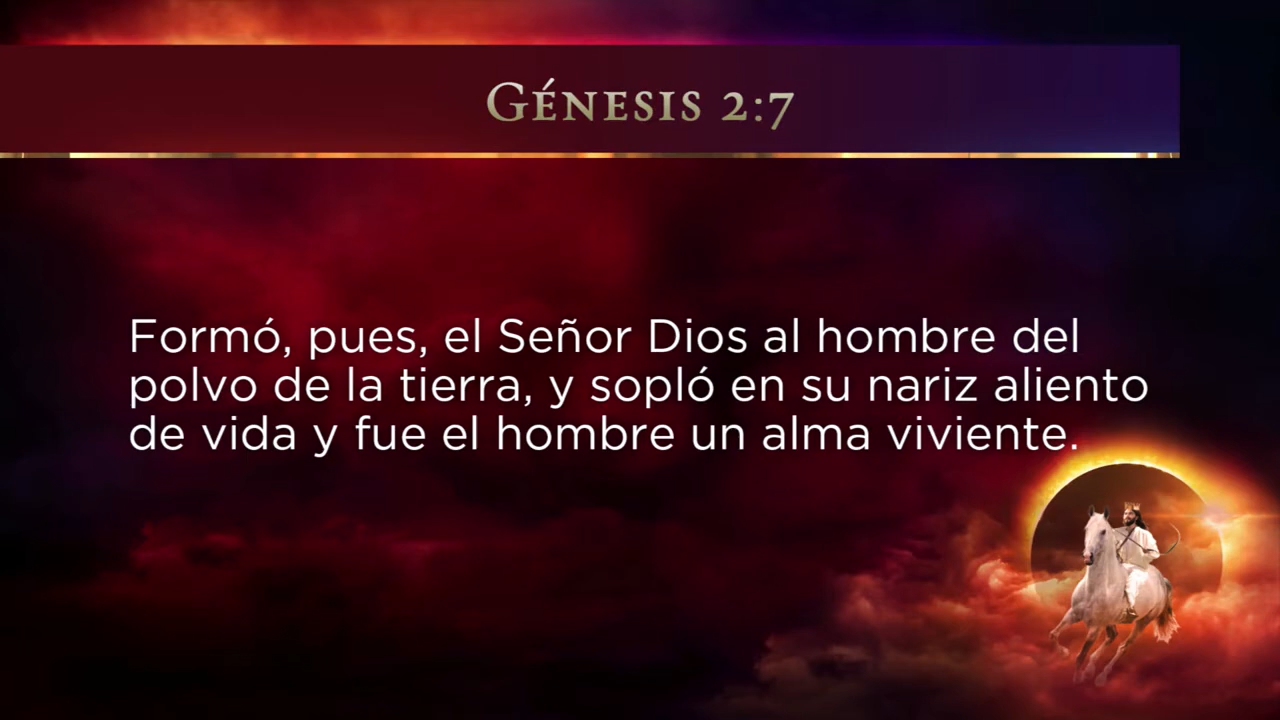 Génesis 2:7
Formó, pues, el Señor Dios al hombre del
polvo de la tierra, y sopló en su nariz aliento
de vida y fue el hombre un alma viviente.